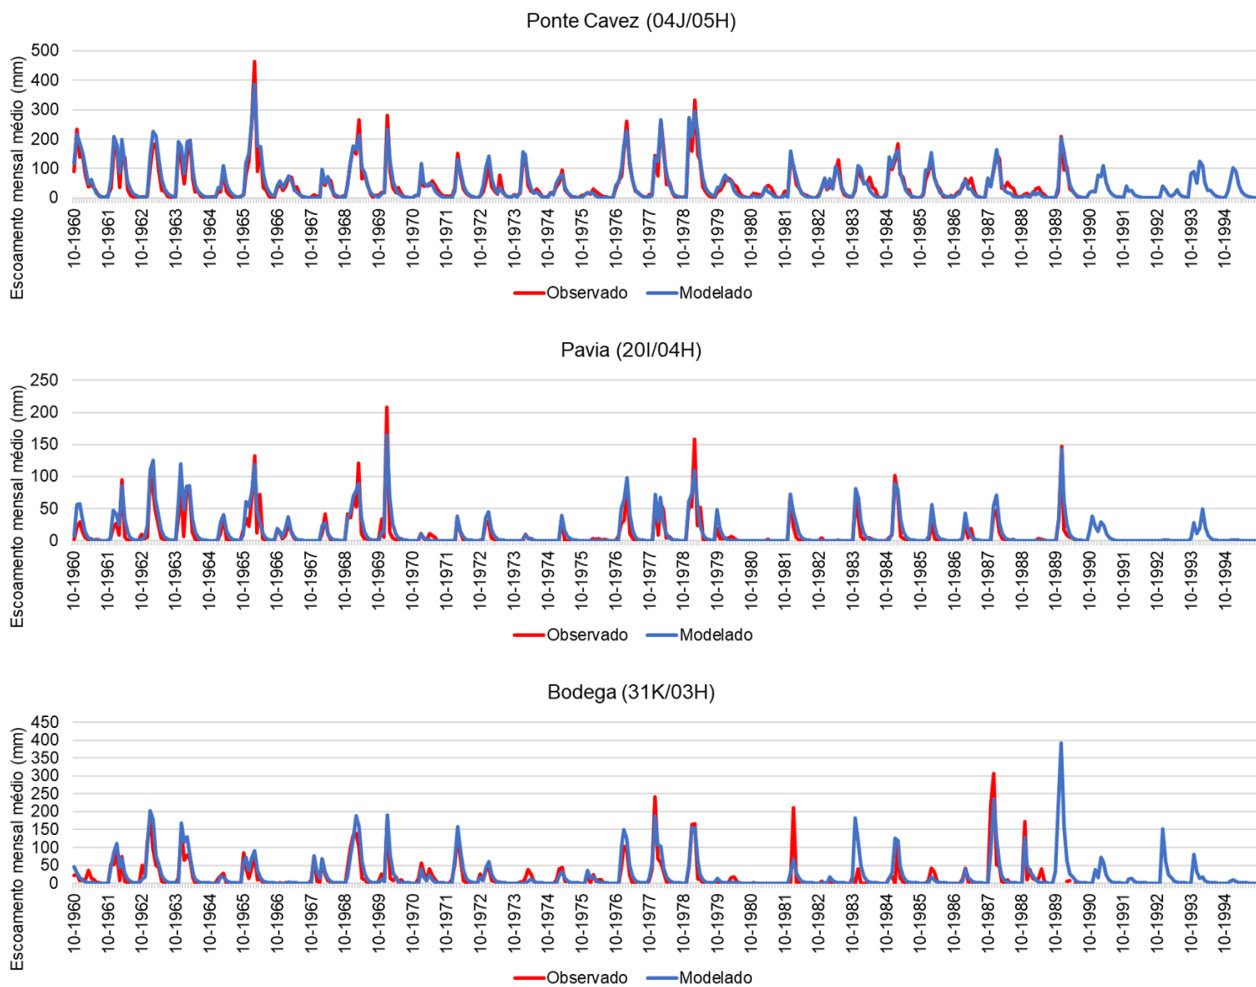 Ponte Cavez (04J/05H)
Escoamento mensal médio (mm)
500
400
300
200
100
0
10-1960 10-1961 10-1962 10-1963 10-1964 10-1965 10-1966 10-1967 10-1968 10-1969 10-1970 10-1971 10-1972 10-1973 10-1974 10-1975 10-1976 10-1977 10-1978 10-1979 10-1980 10-1981 10-1982 10-1983 10-1984 10-1985 10-1986 10-1987 10-1988 10-1989 10-1990 10-1991 10-1992 10-1993 10-1994
Observado Modelado
Pavia (20I/04H)
Escoamento mensal médio (mm)
250
200
150
100
50
0
10-1960 10-1961 10-1962 10-1963 10-1964 10-1965 10-1966 10-1967 10-1968 10-1969 10-1970 10-1971 10-1972 10-1973 10-1974 10-1975 10-1976 10-1977 10-1978 10-1979 10-1980 10-1981 10-1982 10-1983 10-1984 10-1985 10-1986 10-1987 10-1988 10-1989 10-1990 10-1991 10-1992 10-1993 10-1994
Observado Modelado
Bodega (31K/03H)
Escoamento mensal médio (mm)
450
400
350
300
250
200
150
100
50
0
10-1960 10-1961 10-1962 10-1963 10-1964 10-1965 10-1966 10-1967 10-1968 10-1969 10-1970 10-1971 10-1972 10-1973 10-1974 10-1975 10-1976 10-1977 10-1978 10-1979 10-1980 10-1981 10-1982 10-1983 10-1984 10-1985 10-1986 10-1987 10-1988 10-1989 10-1990 10-1991 10-1992 10-1993 10-1994
Observado Modelado